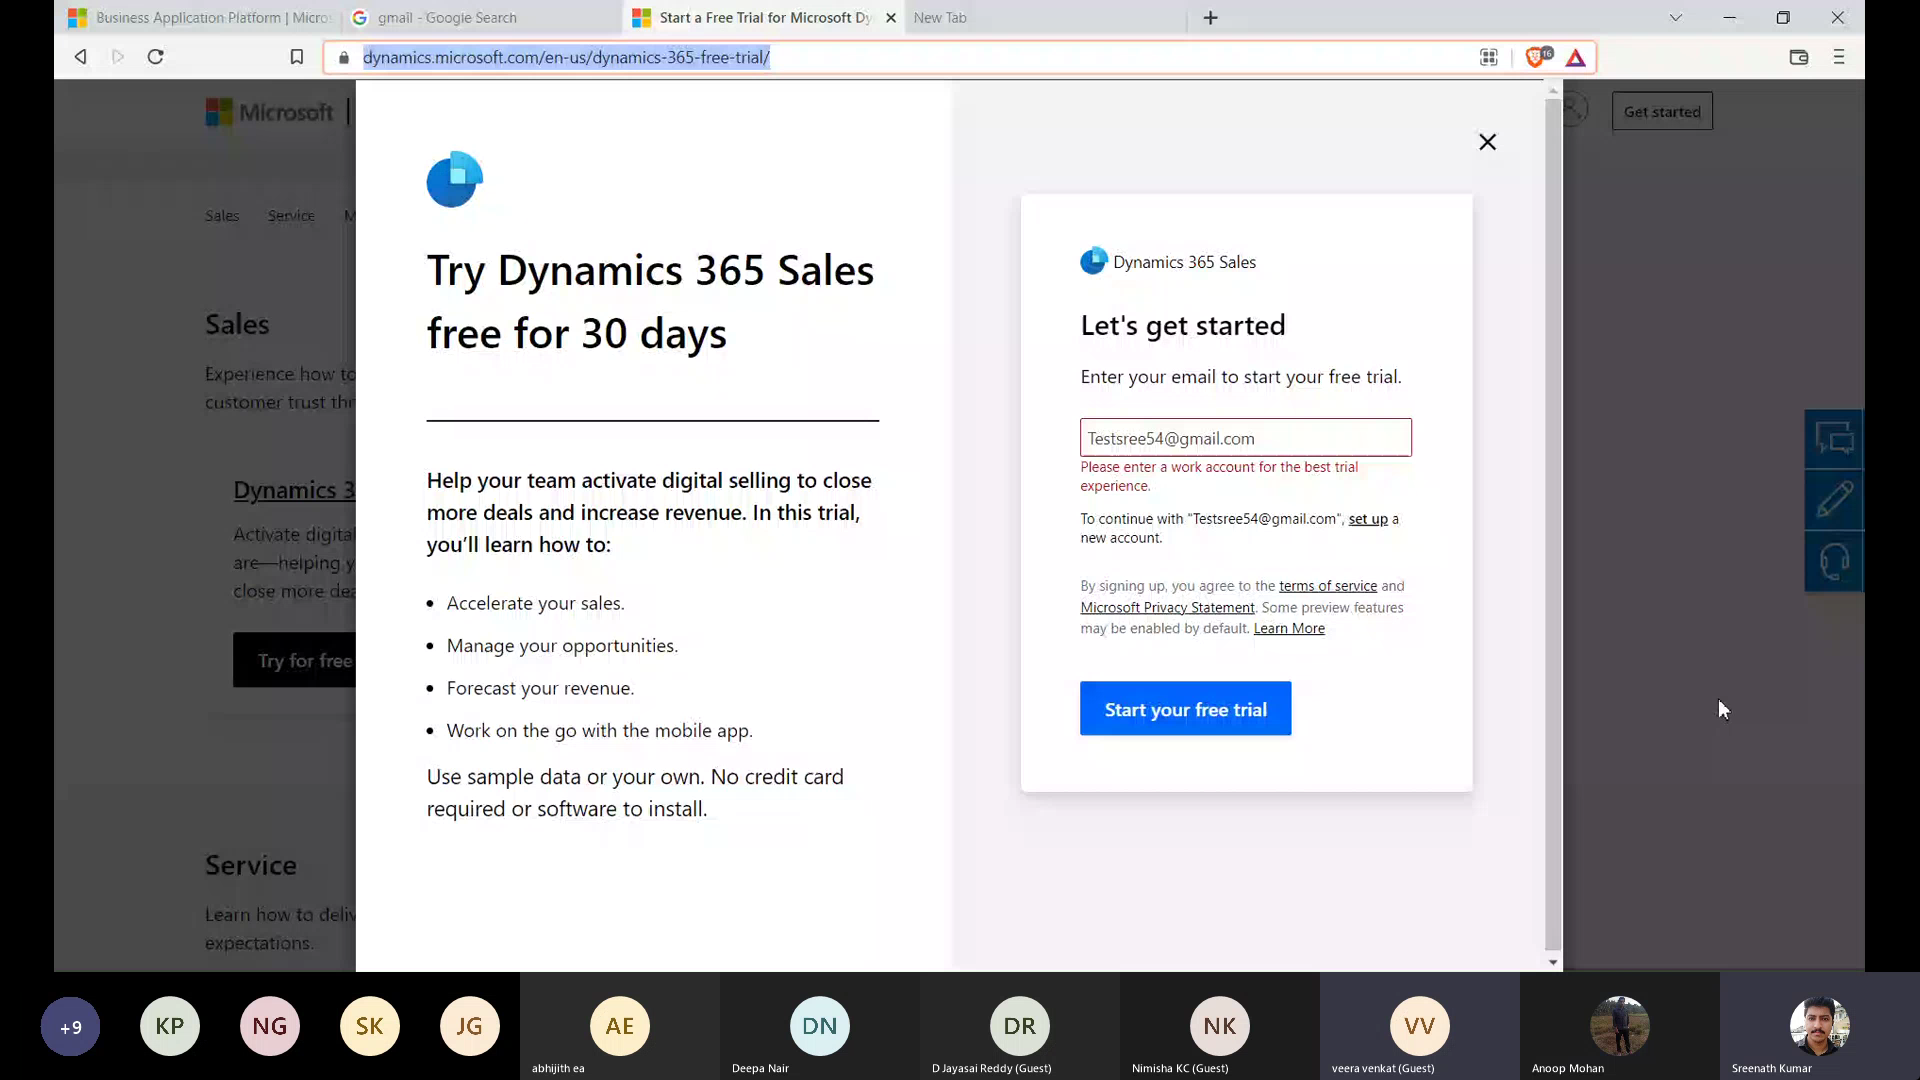 Business Application Platform | Micro
gmail - Google Search
Start a Free Trial for Microsoft Dy
New Tab
dynamics.microsoft.com/en-us/dynamics-365-free-trial/
16
Microsoft
Get started
Sales
Service
M
Sales
Experience how to
customer trust thr
Dynamics 3
Activate digital
are—helping y
close more dea
Try for free
Service
Learn how to deliv
expectations.
Try Dynamics 365 Sales
free for 30 days
Help your team activate digital selling to close
more deals and increase revenue. In this trial,
you’ll learn how to:
• Accelerate your sales.
• Manage your opportunities.
• Forecast your revenue.
• Work on the go with the mobile app.
Use sample data or your own. No credit card
required or software to install.
Dynamics 365 Sales
Let's get started
Enter your email to start your free trial.
Testsree54@gmail.com
Please enter a work account for the best trial
experience.
To continue with "Testsree54@gmail.com", set up a
new account.
By signing up, you agree to the terms of service and
Microsoft Privacy Statement. Some preview features
may be enabled by default. Learn More
Start your free trial
+9
KP
NG
SK
JG
AE
abhijith ea
DN
Deepa Nair
DR
D Jayasai Reddy (Guest)
NK
Nimisha KC (Guest)
VV
veera venkat (Guest)
Anoop Mohan
Sreenath Kumar